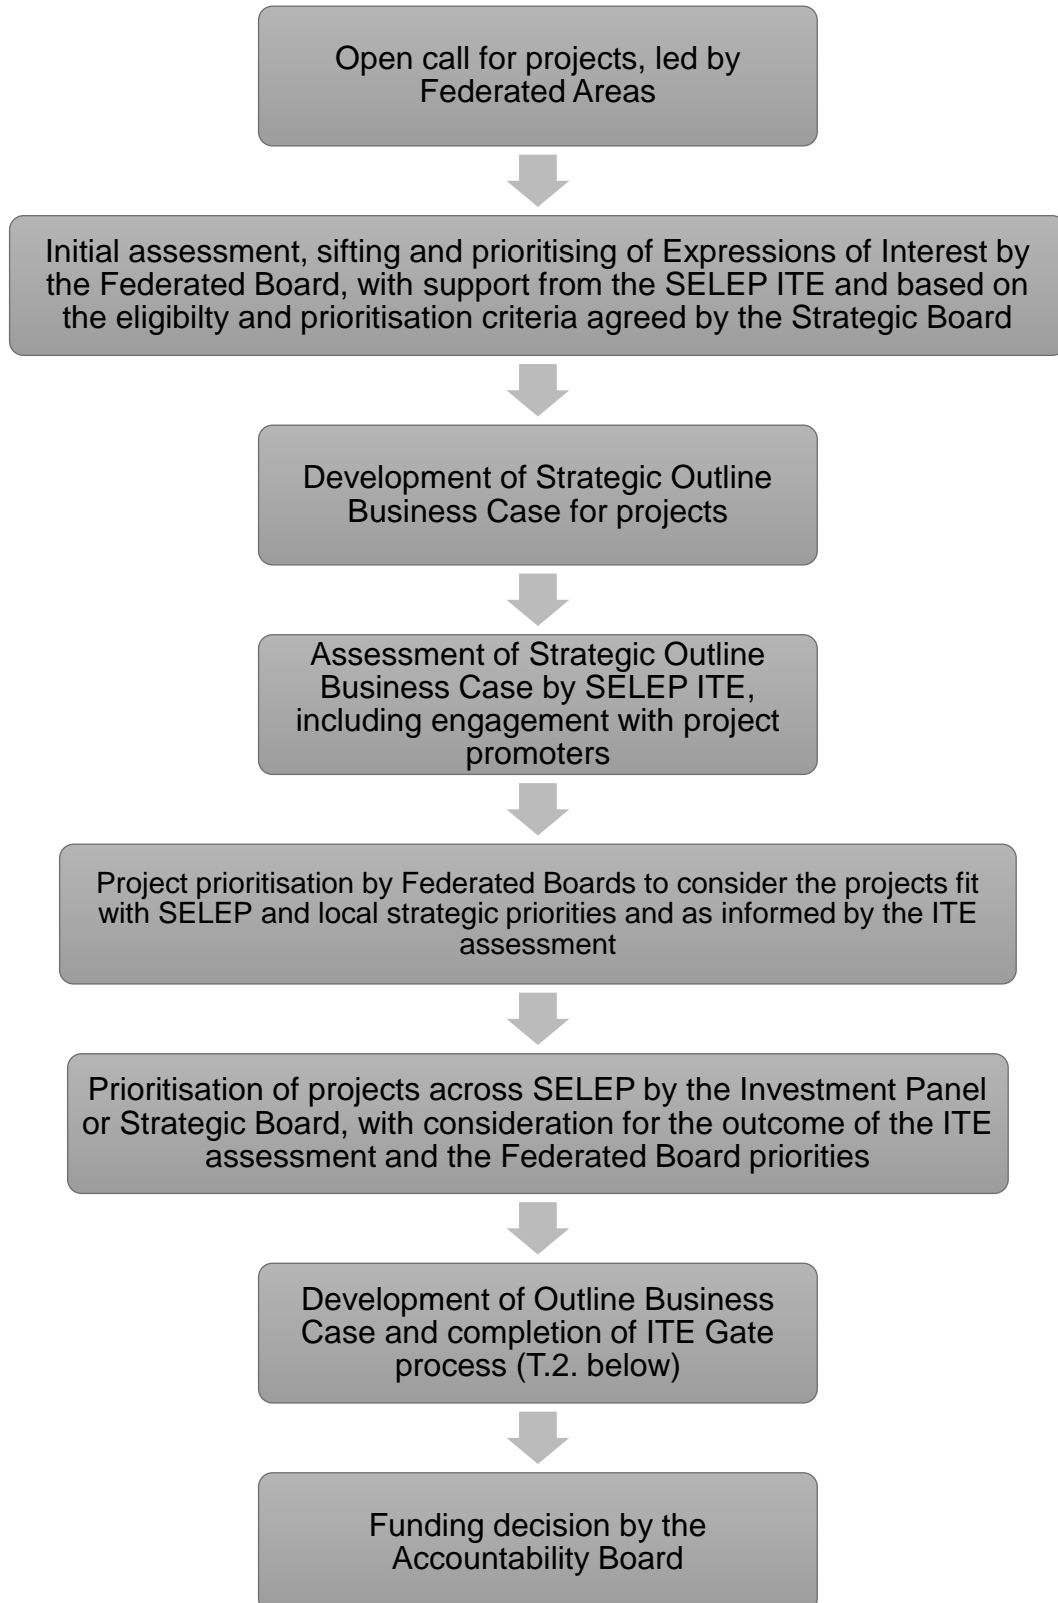 Open call for projects, led by
Federated Areas
Initial assessment, sifting and prioritising of Expressions of Interest by
the Federated Board, with support from the SELEP ITE and based on
the eligibilty and prioritisation criteria agreed by the Strategic Board
Development of Strategic Outline
Business Case for projects
Assessment of Strategic Outline
Business Case by SELEP ITE,
including engagement with project
promoters
Project prioritisation by Federated Boards to consider the projects fit
with SELEP and local strategic priorities and as informed by the ITE
assessment
Prioritisation of projects across SELEP by the Investment Panel
or Strategic Board, with consideration for the outcome of the ITE
assessment and the Federated Board priorities
Development of Outline Business
Case and completion of ITE Gate
process (T.2. below)
Funding decision by the
Accountability Board